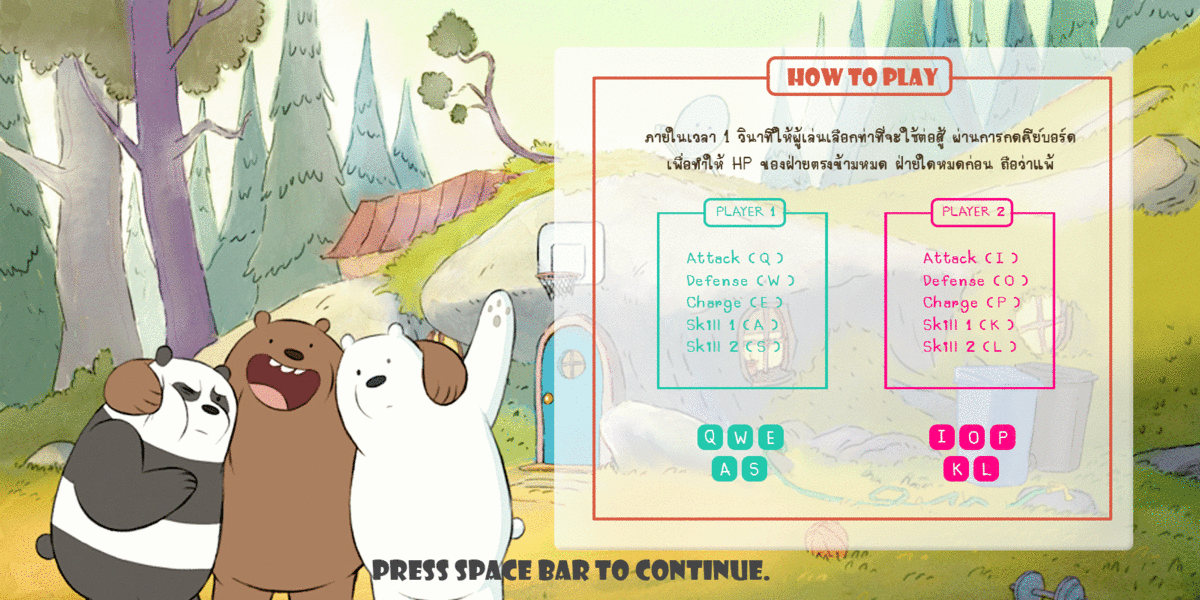 HOW TO PLAY
ภายในเวลา 1 วินาทีให้ผู้เล่นเลือกท่าที่จะใช้ต่อสู้ ผ่านการกดคีย์บอร์ด
เพื่อทำให้ HP ของฝ่ายตรงข้ามหมด ฝ่ายใดหมดก่อน ถือว่าแพ้
PLAYER 1
Attack (Q)
Defense (W)
Charge (E)
Skill 1 (A)
Skill 2 (S)
Q W E
A S
PLAYER 2
Attack (I)
Defense (O)
Charge (P)
Skill 1 (K)
Skill 2 (L)
I O P
K L
PRESS SPACE BAR TO CONTINUE.